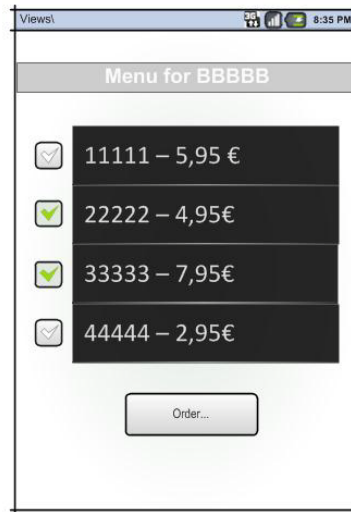 Views\ 3G 8:35 PM
Menu for BBBBB
11111 – 5,95 €
22222 – 4,95€
33333 – 7,95€
44444 – 2,95€
Order...